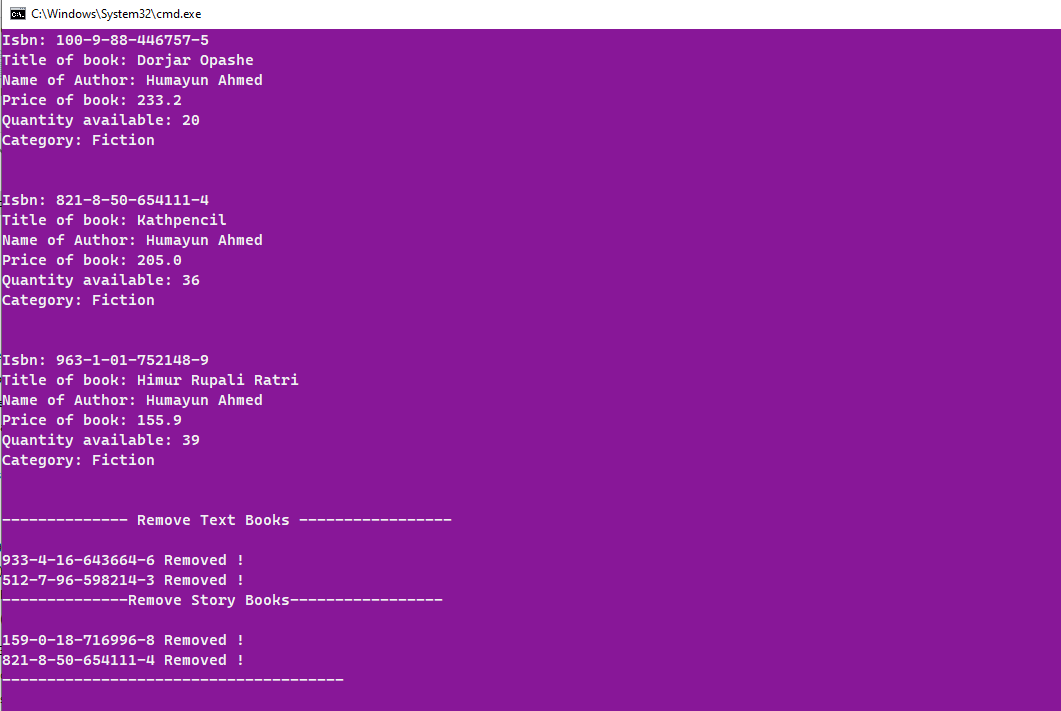 C:\Windows\System32\cmd.exe
Isbn: 100-9-88-446757-5
Title of book: Dorjar Opashe
Name of Author: Humayun Ahmed
Price of book: 233.2
Quantity available: 20
Category: Fiction
Isbn: 821-8-50-654111-4
Title of book: Kathpencil
Name of Author: Humayun Ahmed
Price of book: 205.0
Quantity available: 36
Category: Fiction
Isbn: 963-1-01-752148-9
Title of book: Himur Rupali Ratri
Name of Author: Humayun Ahmed
Price of book: 155.9
Quantity available: 39
Category: Fiction
-------------- Remove Text Books -----------------
933-4-16-643664-6 Removed !
512-7-96-598214-3 Removed !
--------------Remove Story Books-----------------
159-0-18-716996-8 Removed !
821-8-50-654111-4 Removed !
--------------------------------------